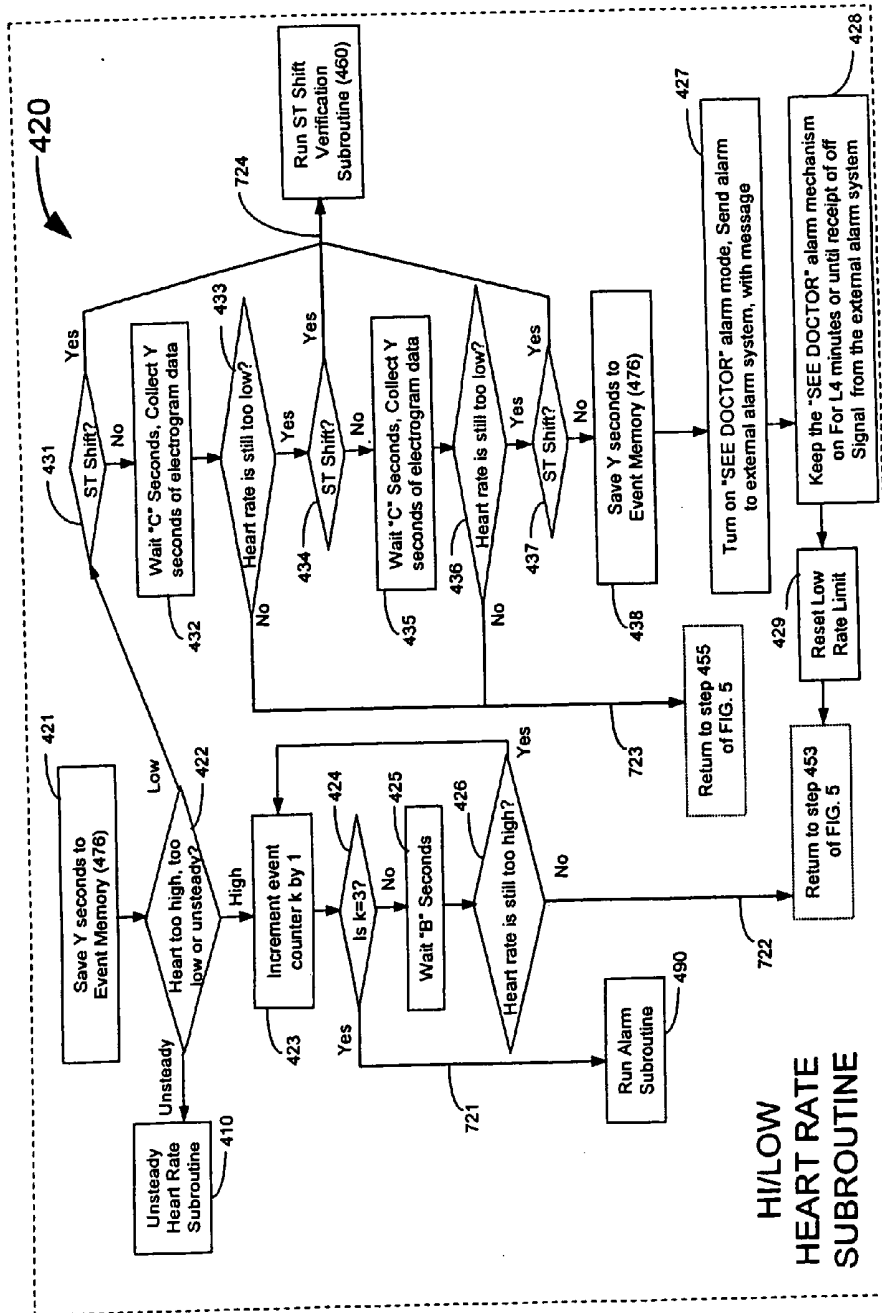 420
421
Save Y seconds to
Event Memory (476)
422
Heart too high, too
low or unsteady?
Unsteady
Unsteady
Heart Rate
Subroutine
410
High
Low
Increment event
counter k by 1
423
424
Is k=3?
Yes
No
425
Wait "B" Seconds
426
Heart rate is still too high?
Yes
No
721
Run Alarm
Subroutine
490
722
431
ST Shift?
Yes
No
Wait "C" Seconds, Collect Y
seconds of electrogram data
432
433
Heart rate is still too low?
No
Yes
434
ST Shift?
Yes
No
Wait "C" Seconds, Collect Y
seconds of electrogram data
435
436
Heart rate is still too low?
No
Yes
437
ST Shift?
Yes
No
Save Y seconds to
Event Memory (476)
438
724
Run ST Shift
Verification
Subroutine (460)
723
Return to step 455
of FIG. 5
427
Turn on "SEE DOCTOR" alarm mode, Send alarm
to external alarm system, with message
428
Keep the "SEE DOCTOR" alarm mechanism
on For L4 minutes or until receipt of off
Signal from the external alarm system
429
Reset Low
Rate Limit
Return to step 453
of FIG. 5
HI/LOW
HEART RATE
SUBROUTINE